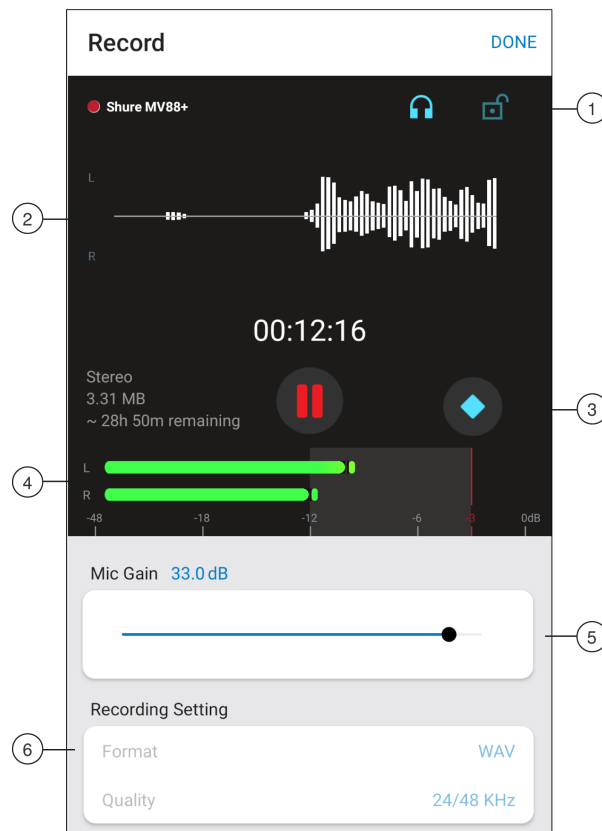 Record DONE
Shure MV88+
1
L
2
R
00:12:16
Stereo
3.31 MB
~ 28h 50m remaining
3
L
4
R
-48 -18 -12 -6 -3 0dB
Mic Gain 33.0 dB
5
Recording Setting
6
Format WAV
Quality 24/48 KHz